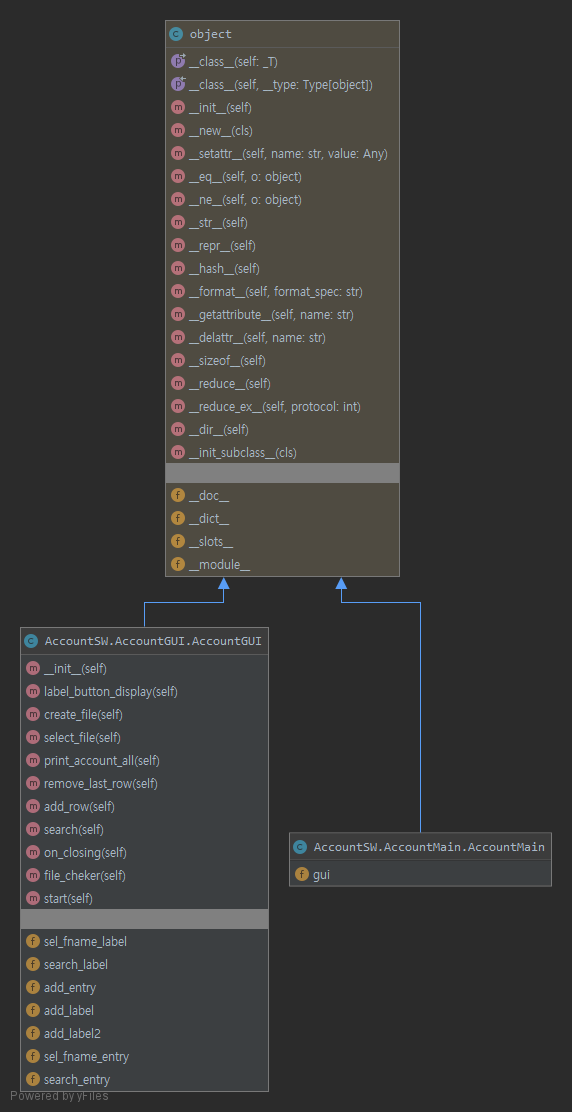 object
__class__(self: _T)
__class__(self, __type: Type[object])
__init__(self)
__new__(cls)
__setattr__(self, name: str, value: Any)
__eq__(self, o: object)
__ne__(self, o: object)
__str__(self)
__repr__(self)
__hash__(self)
__format__(self, format_spec: str)
__getattribute__(self, name: str)
__delattr__(self, name: str)
__sizeof__(self)
__reduce__(self)
__reduce_ex__(self, protocol: int)
__dir__(self)
__init_subclass__(cls)
__doc__
__dict__
__slots__
__module__
AccountSW.AccountGUI.AccountGUI
__init__(self)
label_button_display(self)
create_file(self)
select_file(self)
print_account_all(self)
remove_last_row(self)
add_row(self)
search(self)
on_closing(self)
file_cheker(self)
start(self)
sel_fname_label
search_label
add_entry
add_label
add_label2
sel_fname_entry
search_entry
AccountSW.AccountMain.AccountMain
gui
Powered by yFiles